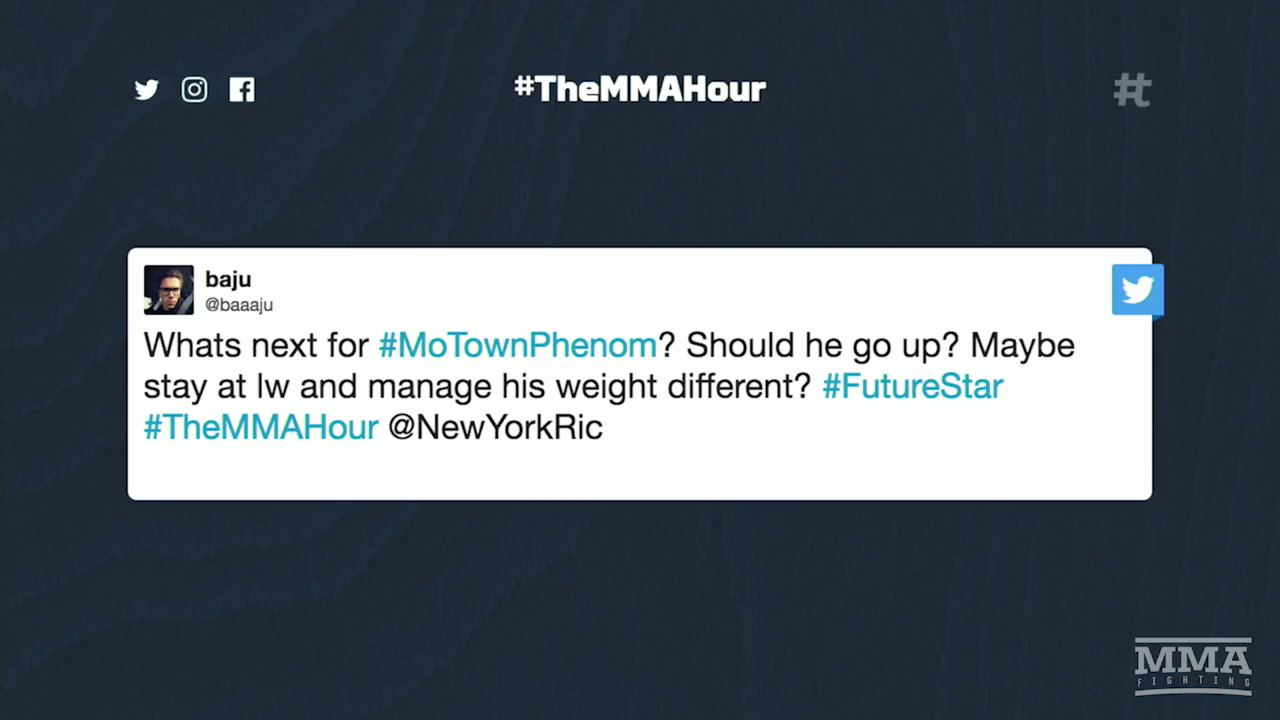 #TheMMAHour
baju
@baaaju
Whats next for #MoTownPhenom? Should he go up? Maybe
stay at lw and manage his weight different? #FutureStar
#TheMMAHour @NewYorkRic
MMA
FIGHTING